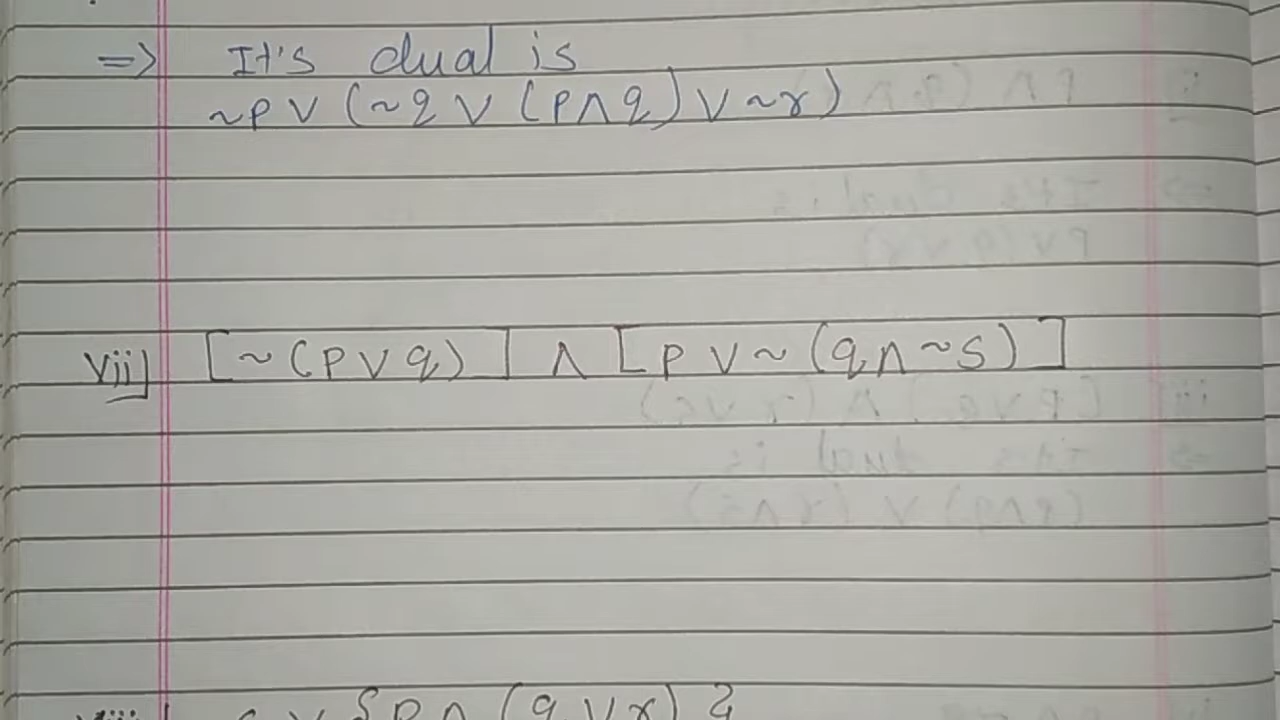 => It's dual is
~p ∨ (~q ∨ (p∧q) ∨ ~r)
vii] [~(p∨q)] ∧ [p ∨ ~(q∧~s)]
∨ {p∧(q∨r)}